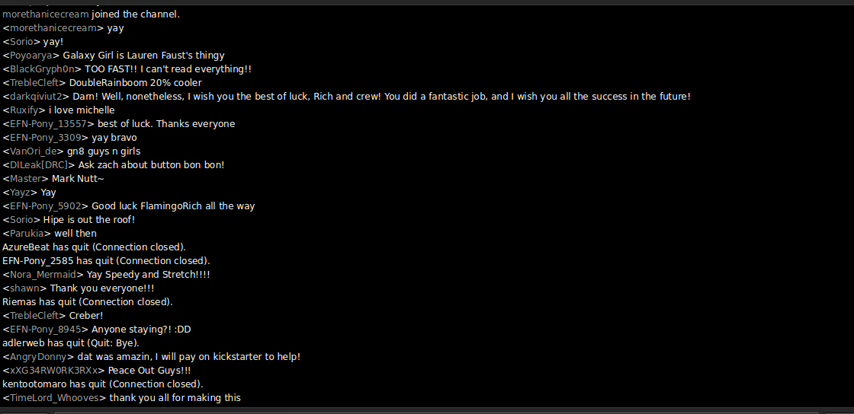 morethanicecream joined the channel.
<morethanicecream> yay
<Sorio> yay!
<Poyoarya> Galaxy Girl is Lauren Faust's thingy
<BlackGryph0n> TOO FAST!! I can't read everything!!
<TrebleCleft> DoubleRainboom 20% cooler
<darkqiviut2> Dam! Well, nonetheless, I wish you the best of luck, Rich and crew! You did a fantastic job, and I wish you all the success in the future!
<Ruxify> i love michelle
<EFN-Pony_13557> best of luck. Thanks everyone
<EFN-Pony_3309> yay bravo
<VanOri_de> gn8 guys n girls
<DILeak[DRC]> Ask zach about button bon bon!
<Master> Mark Nutt~
<Yayz> Yay
<EFN-Pony_5902> Good luck FlamingoRich all the way
<Sorio> Hipe is out the roof!
<Parukia> well then
AzureBeat has quit (Connection closed).
EFN-Pony_2585 has quit (Connection closed).
<Nora_Mermaid> Yay Speedy and Stretch!!!!
<shawn> Thank you everyone!!!
Riemas has quit (Connection closed).
<TrebleCleft> Creber!
<EFN-Pony_8945> Anyone staying?! :DD
adlerweb has quit (Quit: Bye).
<AngryDonny> dat was amazin, I will pay on kickstarter to help!
<xXG34RW0RK3RXx> Peace Out Guys!!!
kentootomaro has quit (Connection closed).
<TimeLord_Whooves> thank you all for making this